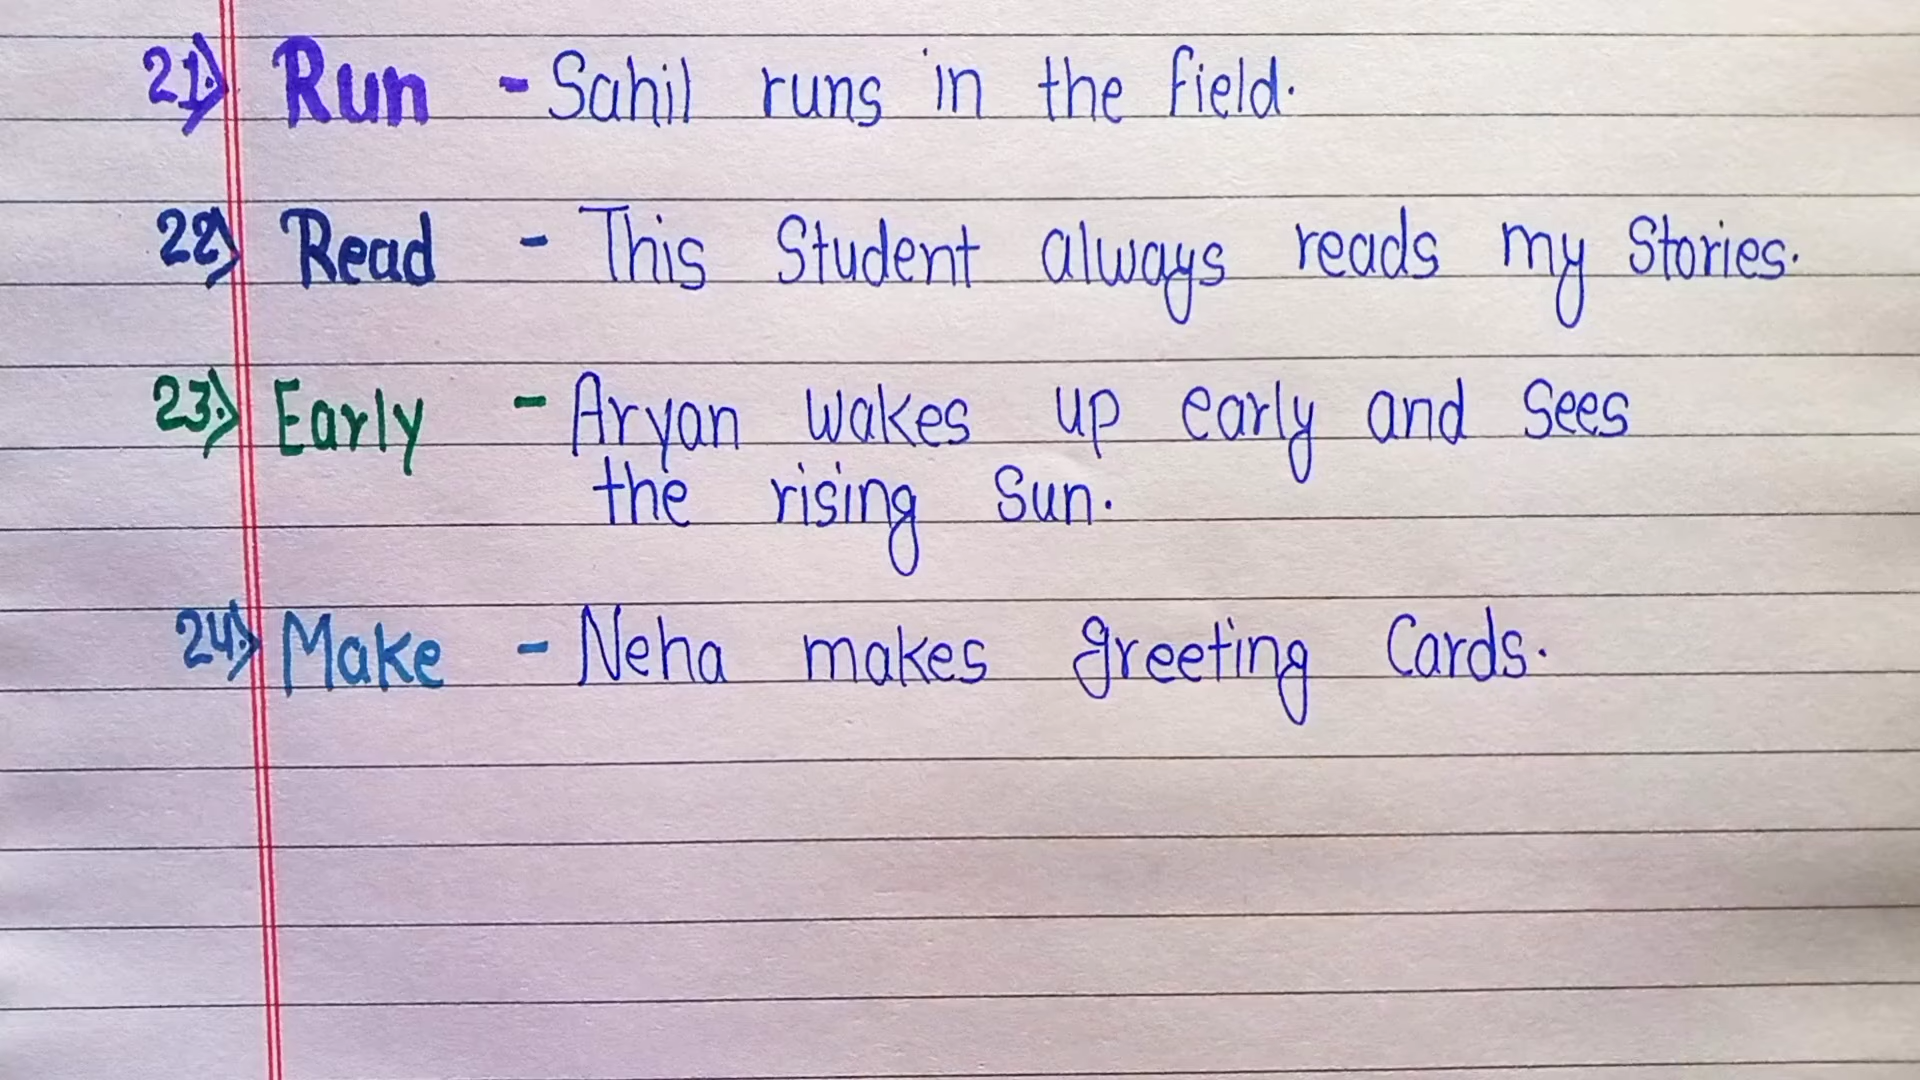 21.) Run - Sahil runs in the field.
22.) Read - This Student always reads my Stories.
23.) Early - Aryan wakes up early and sees
the rising Sun.
24.) Make - Neha makes greeting Cards.